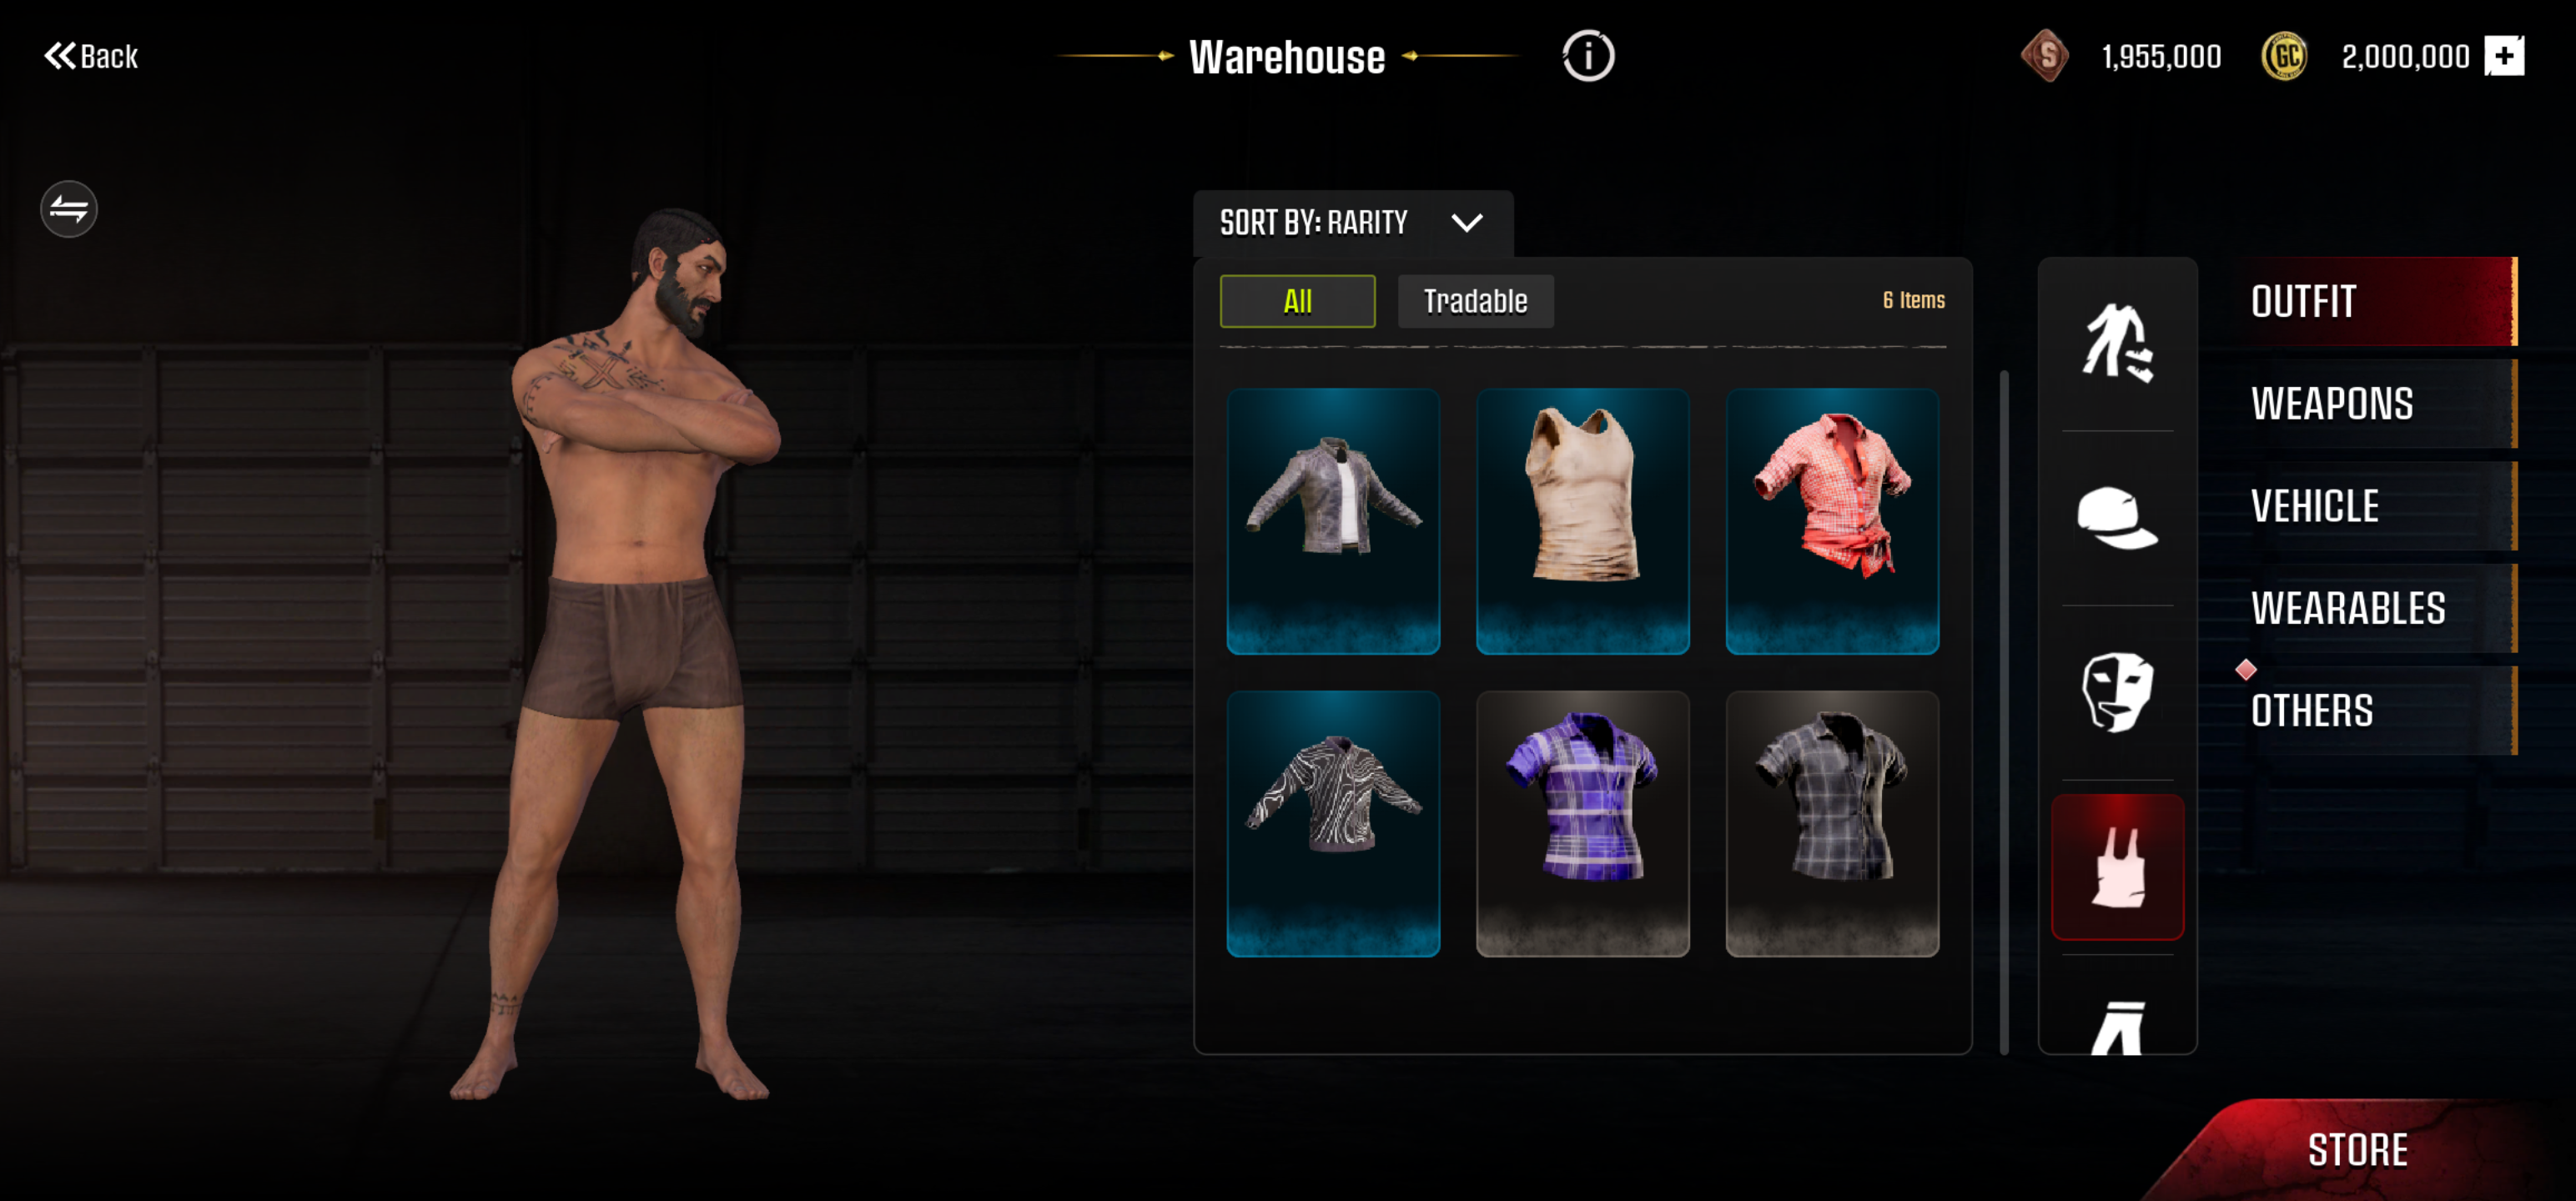 Back
Warehouse
i
S
1,955,000
GC
2,000,000
+
SORT BY: RARITY
All
Tradable
6 Items
OUTFIT
WEAPONS
VEHICLE
WEARABLES
OTHERS
STORE